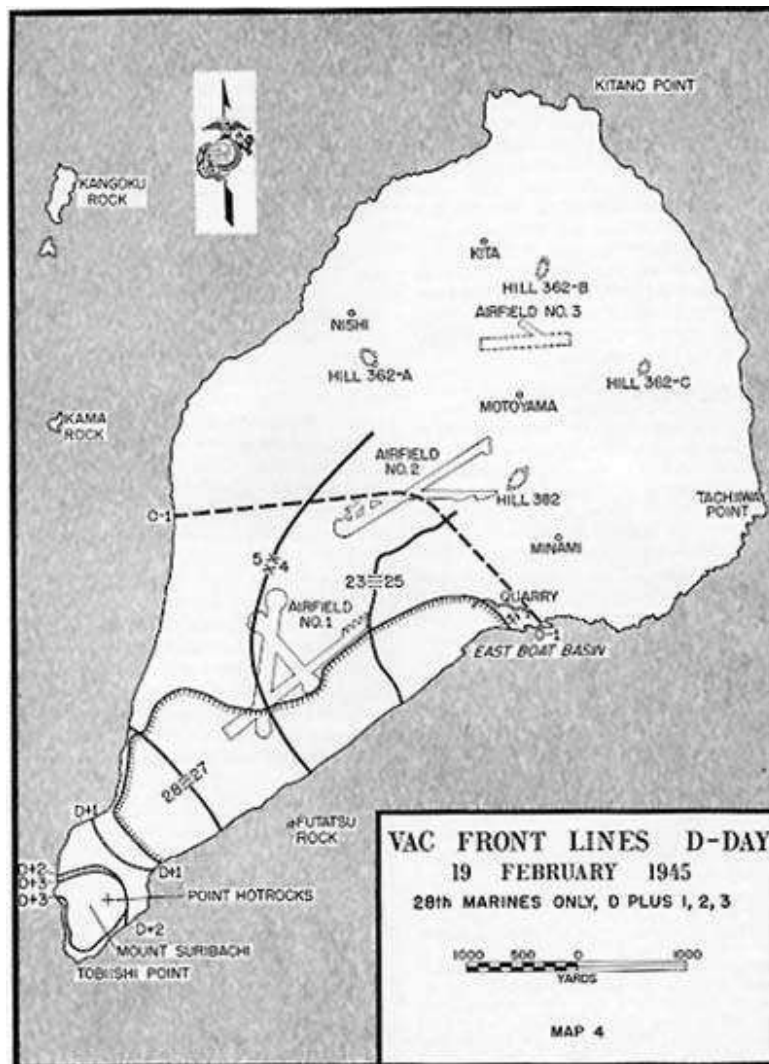 KITANO POINT
KANGOKU
ROCK
KITA
HILL 362-B
AIRFIELD NO. 3
NISHI
HILL 362-A
HILL 362-C
MOTOYAMA
KAMA
ROCK
AIRFIELD
NO. 2
HILL 382
TACHIIWA
POINT
O-1
MINAMI
5 4
23 25
QUARRY
AIRFIELD
NO. 1
O-1
EAST BOAT BASIN
28 27
D+1
D+1
FUTATSU
ROCK
D+2
D+3
D+3
POINT HOTROCKS
D+2
MOUNT SURIBACHI
TOBIISHI POINT
VAC FRONT LINES D-DAY
19 FEBRUARY 1945
28th MARINES ONLY, D PLUS 1, 2, 3
1000 500 0 1000
YARDS
MAP 4